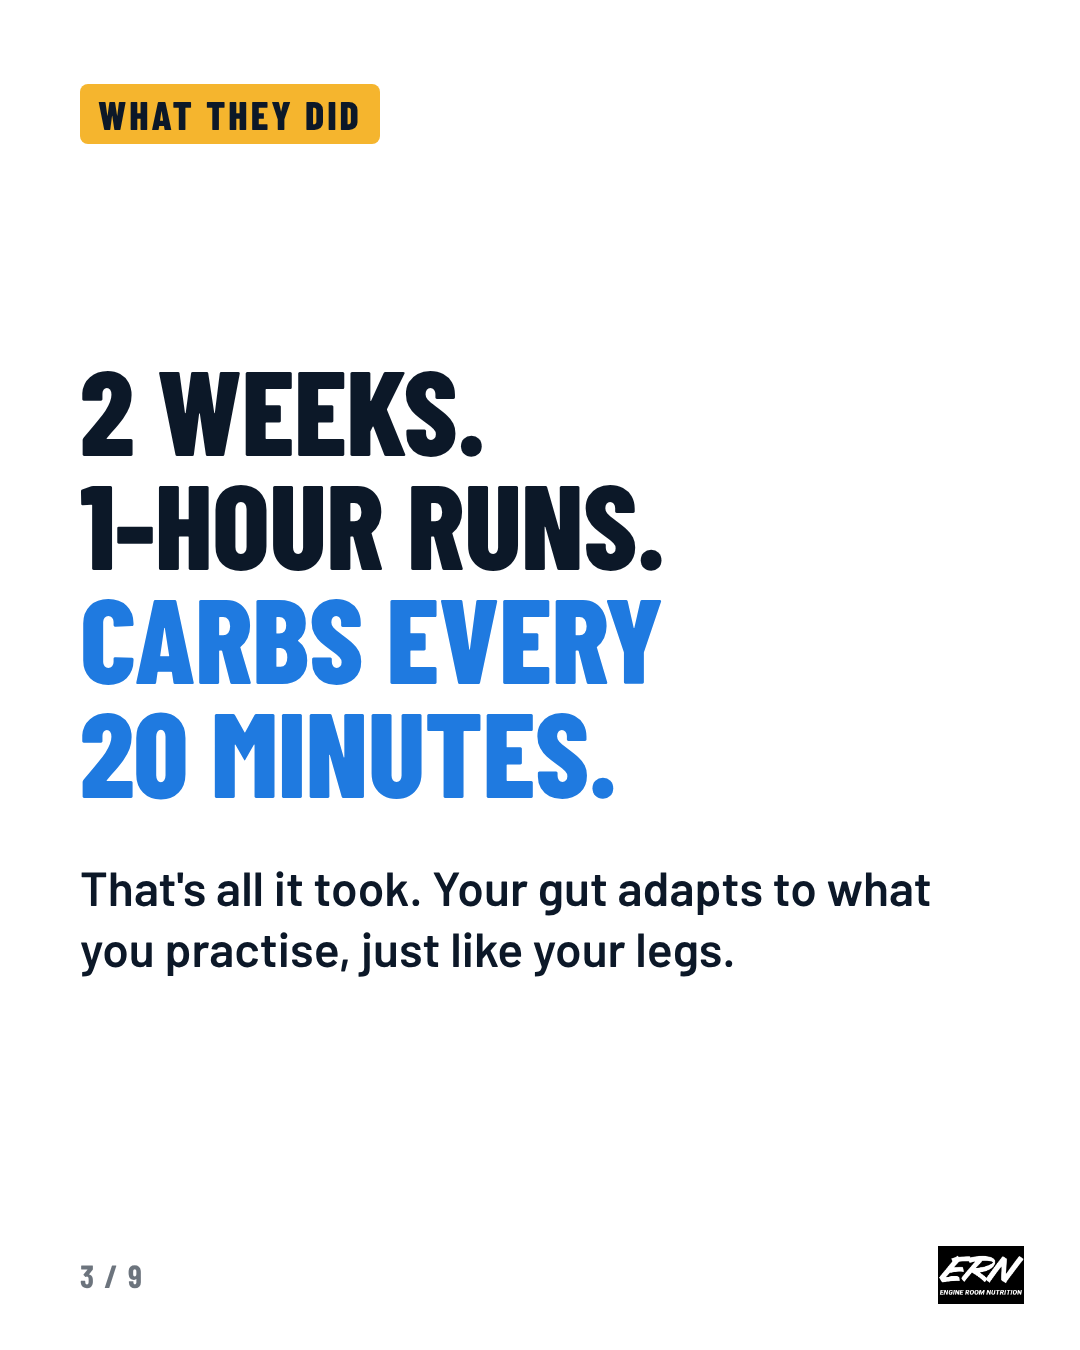 WHAT THEY DID
2 WEEKS.
1-HOUR RUNS.
CARBS EVERY
20 MINUTES.
That's all it took. Your gut adapts to what
you practise, just like your legs.
3 / 9
ERN
ENGINE ROOM NUTRITION